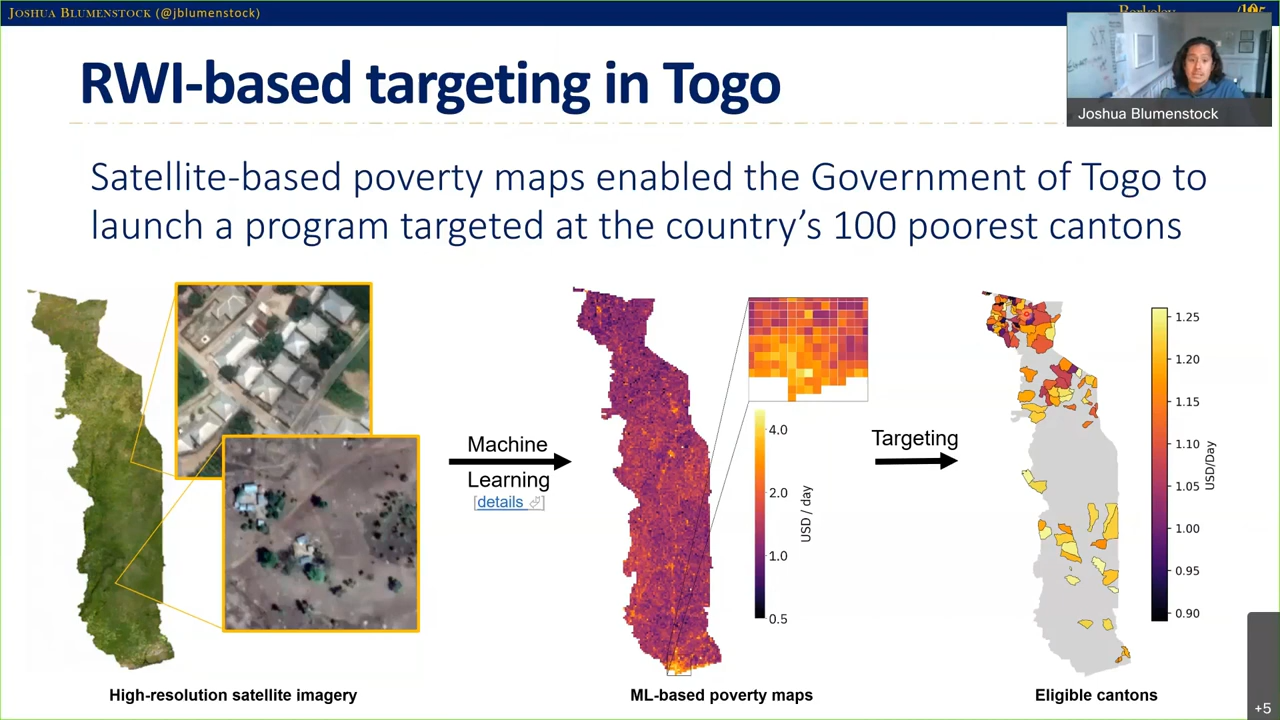 JOSHUA BLUMENSTOCK (@jblumenstock)
Berkeley
RWI-based targeting in Togo
Joshua Blumenstock
Satellite-based poverty maps enabled the Government of Togo to
launch a program targeted at the country’s 100 poorest cantons
Machine
Learning
[details]
4.0
2.0
1.0
0.5
USD / day
Targeting
1.25
1.20
1.15
1.10
1.05
1.00
0.95
0.90
USD/Day
High-resolution satellite imagery
ML-based poverty maps
Eligible cantons
+5